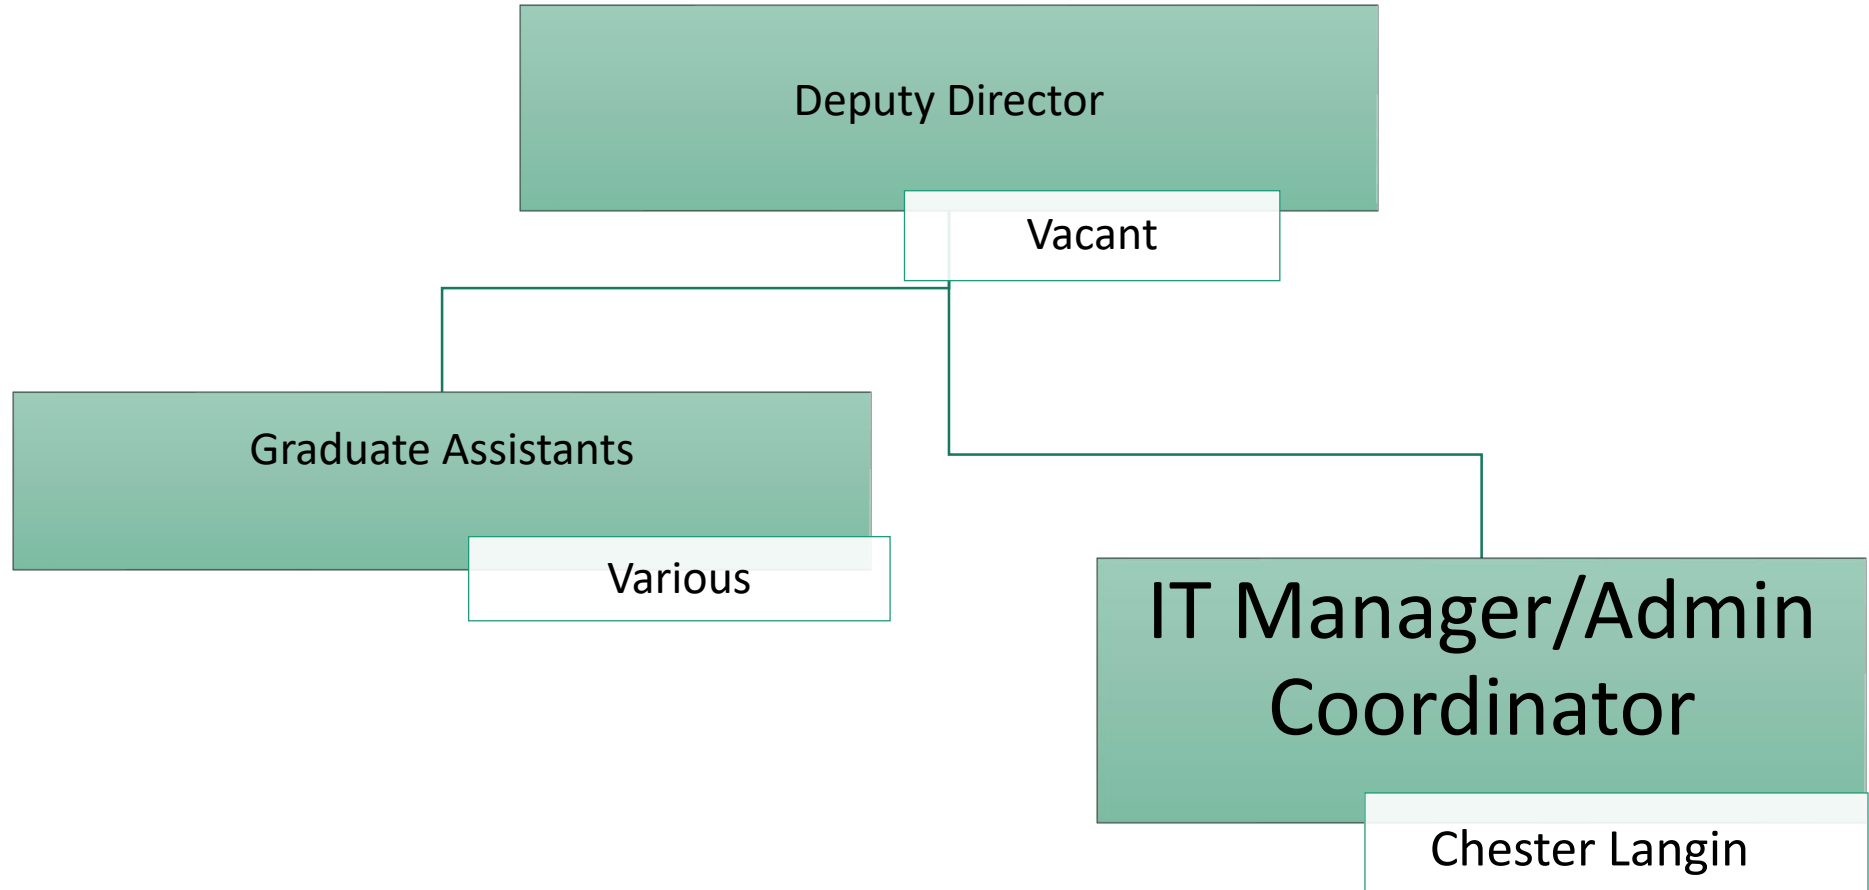 Deputy Director
Vacant
Graduate Assistants
Various
IT Manager/Admin
Coordinator
Chester Langin